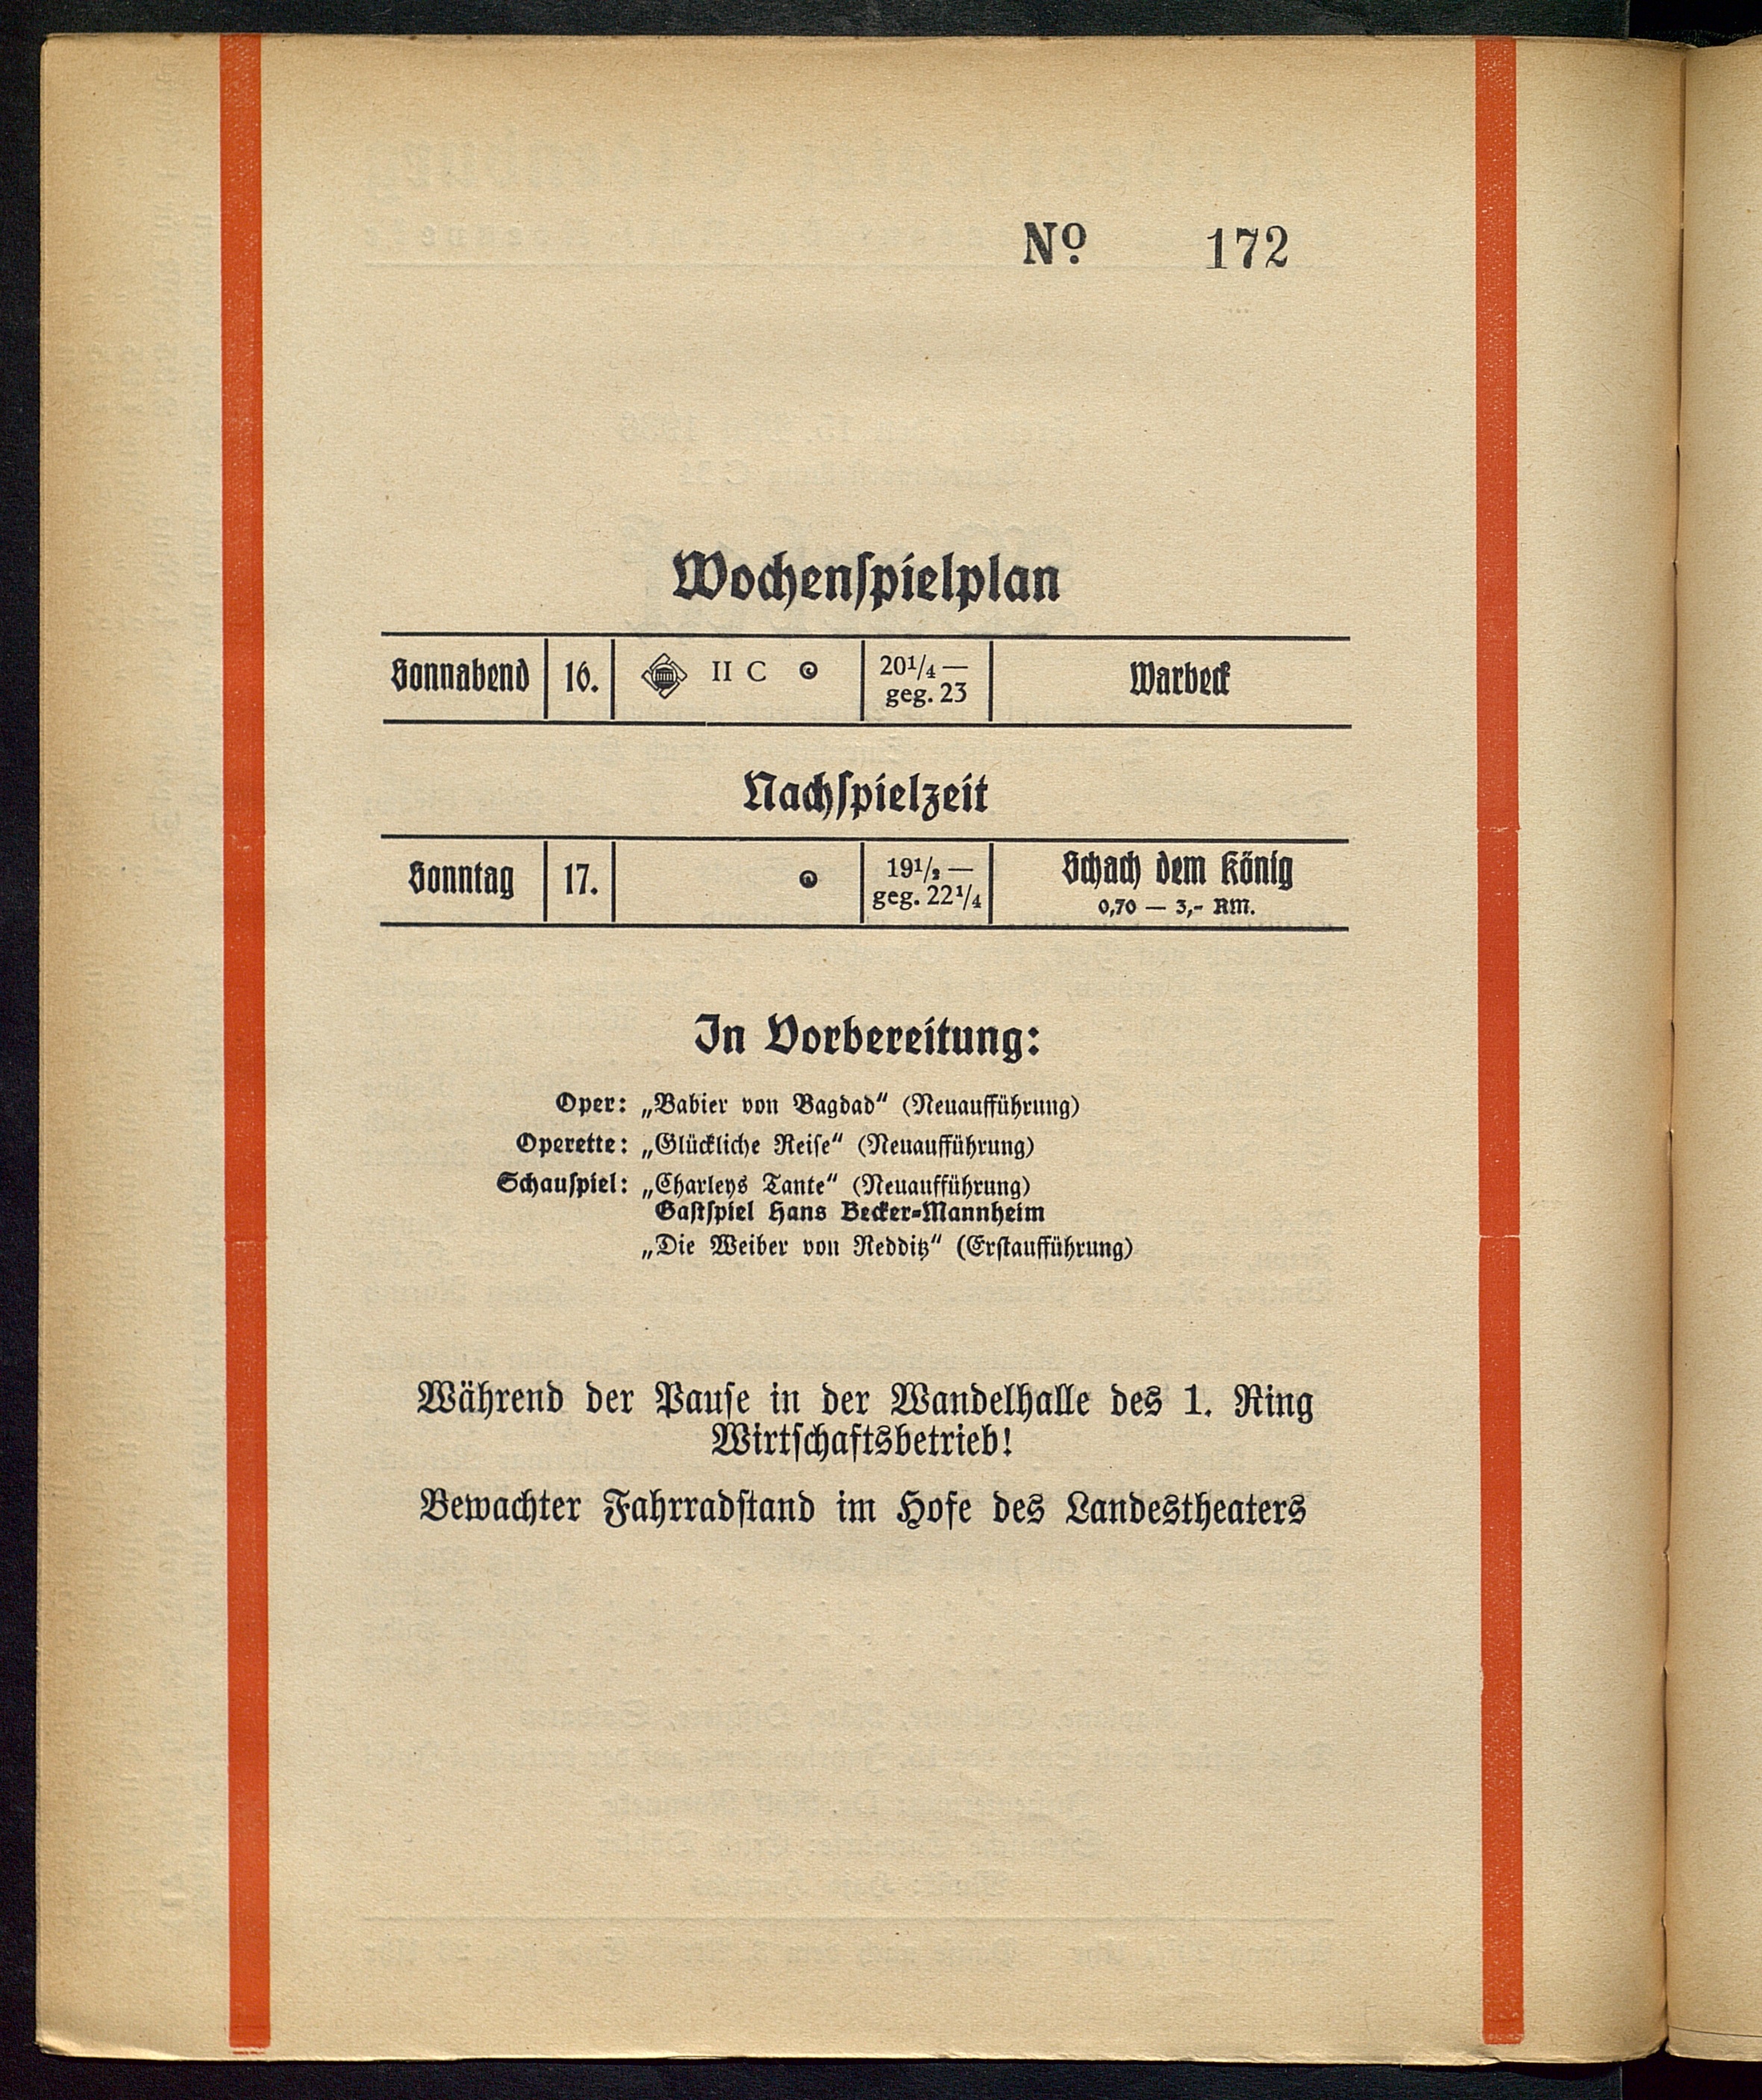 Nº 172
Wochenspielplan
Sonnabend 16. II C 20¼ — geg. 23 Warbeck
Nachspielzeit
Sonntag 17. 19½ — geg. 22¼ Schach dem König
0,70 — 3,- RM.
In Vorbereitung:
Oper: „Babier von Bagdad“ (Neuaufführung)
Operette: „Glückliche Reise“ (Neuaufführung)
Schauspiel: „Charleys Tante“ (Neuaufführung)
Gastspiel Hans Becker-Mannheim
„Die Weiber von Redditz“ (Erstaufführung)
Während der Pause in der Wandelhalle des 1. Ring
Wirtschaftsbetrieb!
Bewachter Fahrradstand im Hofe des Landestheaters